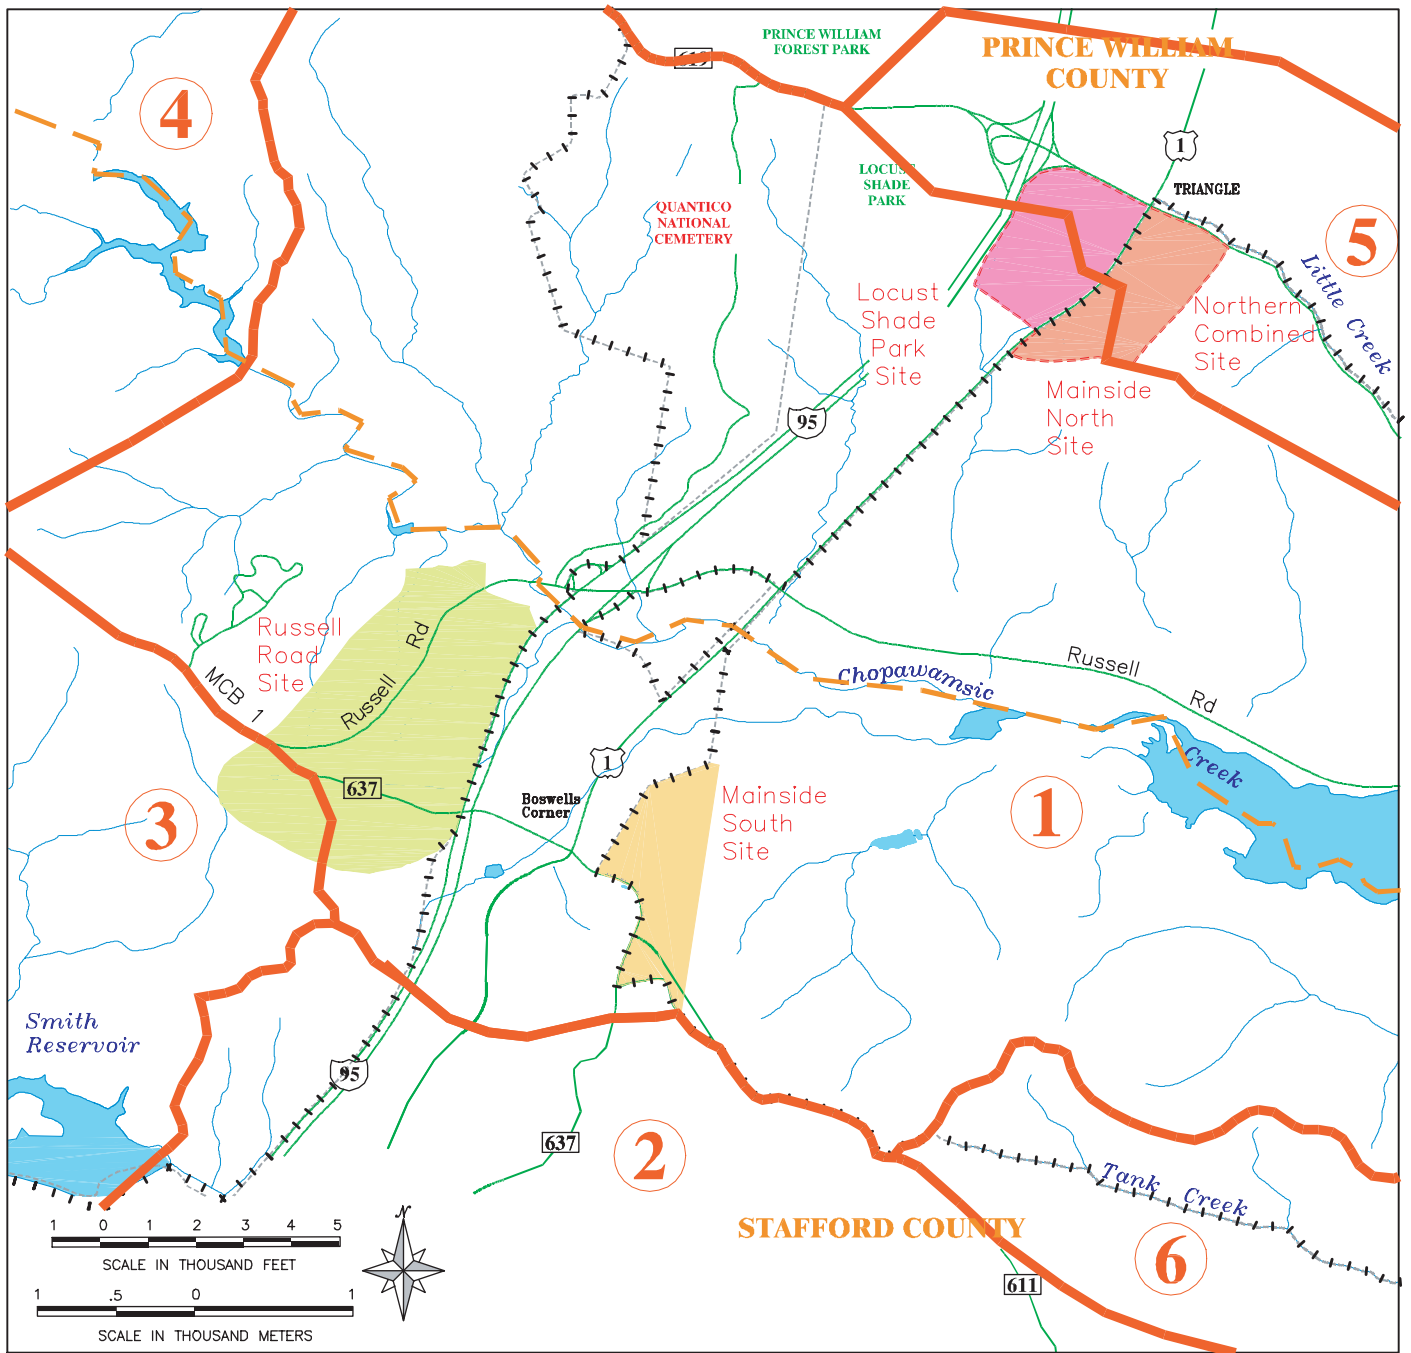 PRINCE WILLIAM
FOREST PARK
619
PRINCE WILLIAM
COUNTY
4
1
TRIANGLE
LOCUST
SHADE
PARK
QUANTICO
NATIONAL
CEMETERY
5
Little Creek
Locust
Shade
Park
Site
Northern
Combined
Site
Mainside
North
Site
95
Russell
Road
Site
Russell Rd
MCB 1
Russell Rd
Chopawamsic
Creek
637
1
Boswells
Corner
Mainside
South
Site
3
1
Smith
Reservoir
95
637
2
Tank Creek
STAFFORD COUNTY
6
611
N
1 0 1 2 3 4 5
SCALE IN THOUSAND FEET
1 .5 0 1
SCALE IN THOUSAND METERS